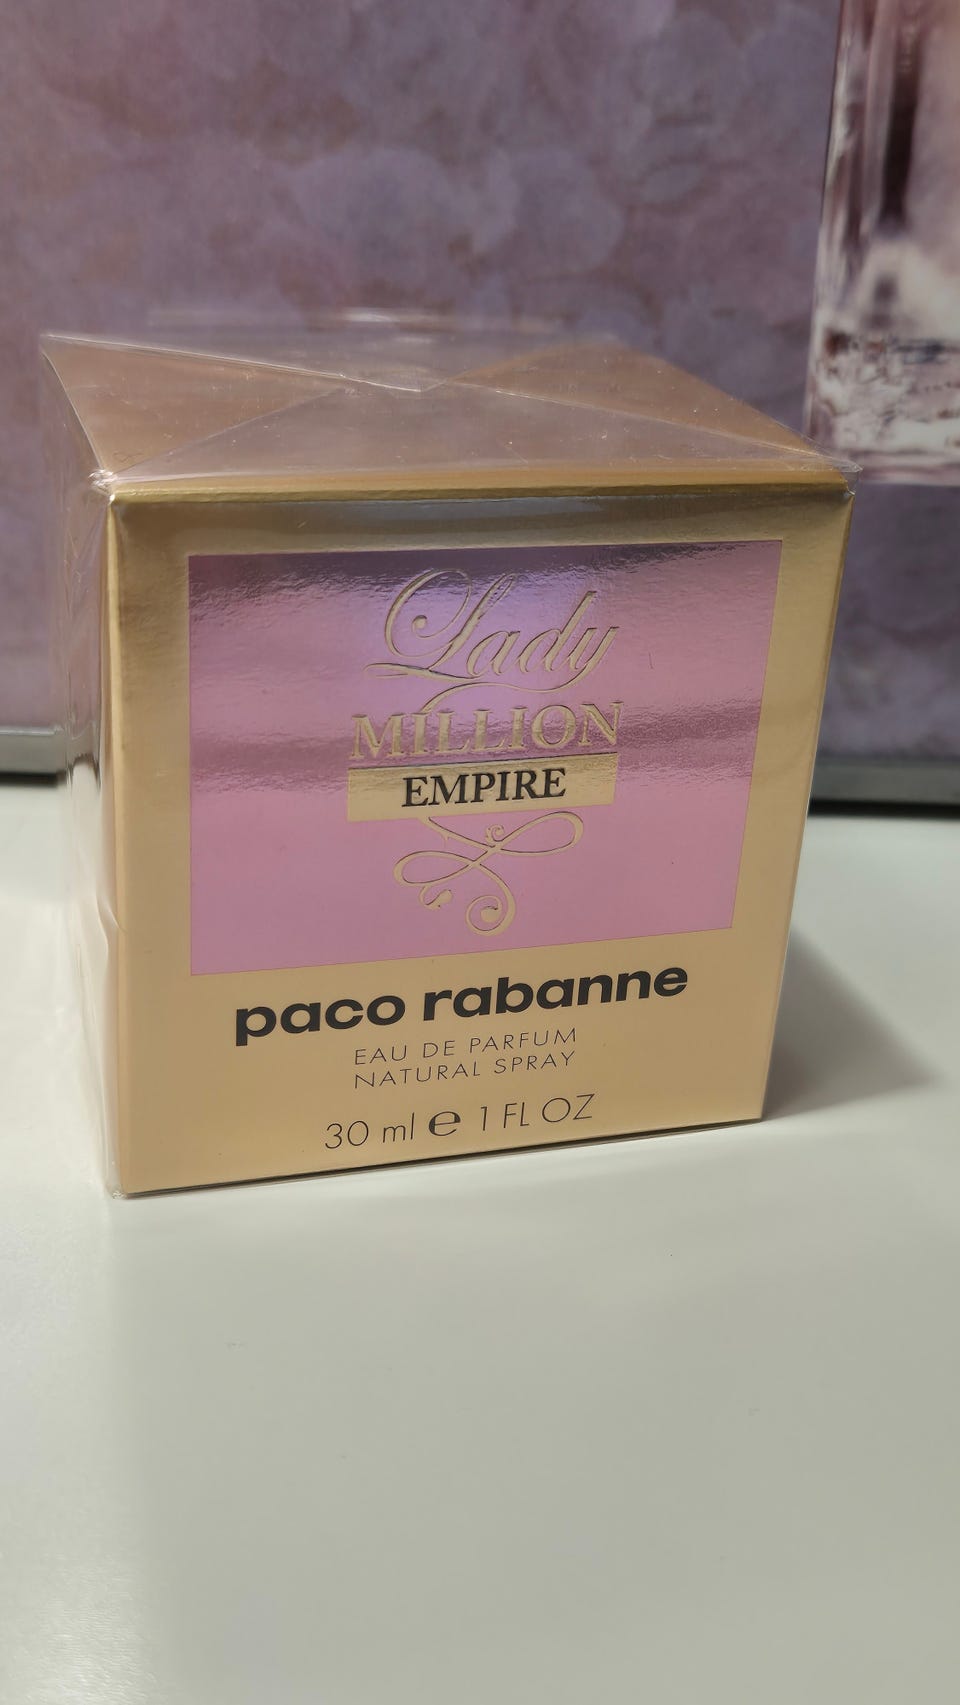 Lady
MILLION
EMPIRE
paco rabanne
EAU DE PARFUM
NATURAL SPRAY
30 ml ℮ 1 FL OZ